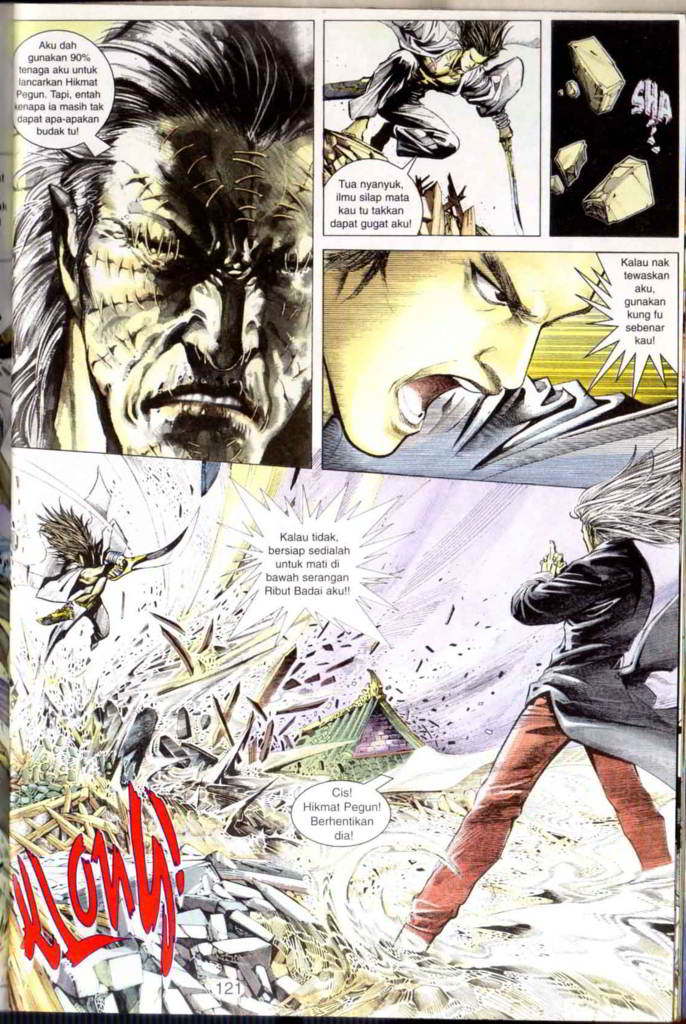 Aku dah
gunakan 90%
tenaga aku untuk
lancarkan Hikmat
Pegun. Tapi, entah
kenapa ia masih tak
dapat apa-apakan
budak tu!
Tua nyanyuk,
ilmu silap mata
kau tu takkan
dapat gugat aku!
SHA
Kalau nak
tewaskan
aku,
gunakan
kung fu
sebenar
kau!
Kalau tidak,
bersiap sedialah
untuk mati di
bawah serangan
Ribut Badai aku!!
Cis!
Hikmat Pegun!
Berhentikan
dia!
KLONG!
121